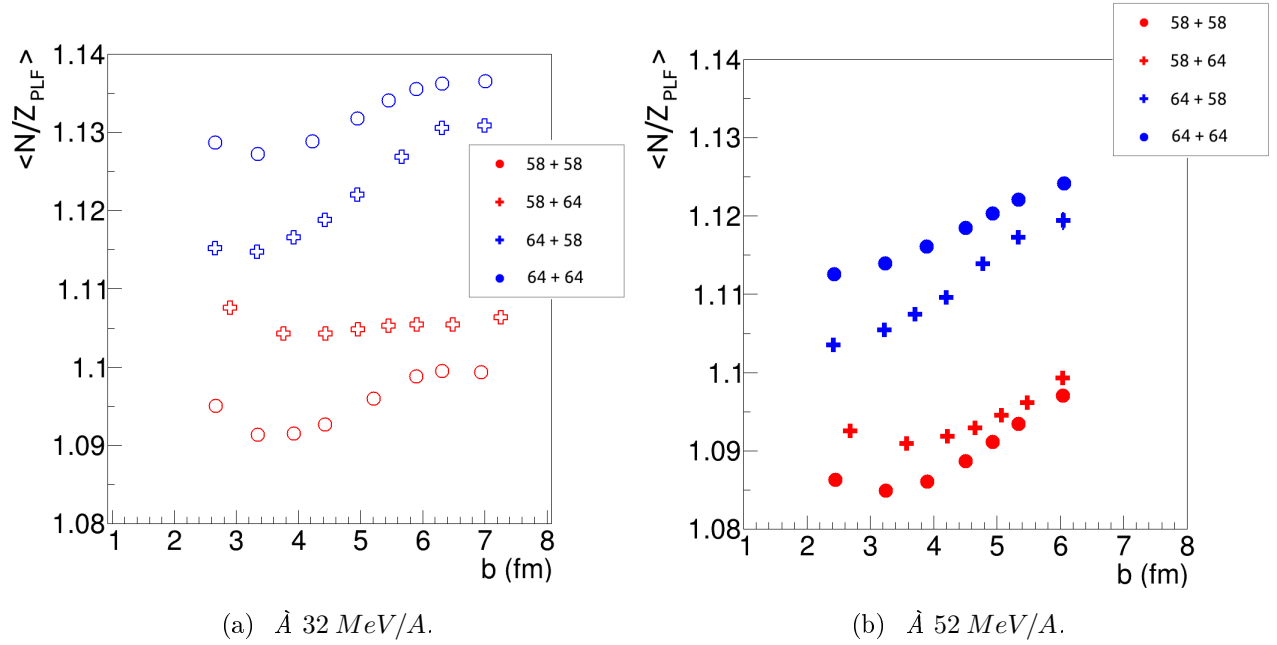 <N/Z_PLF>
1.14
1.13
1.12
1.11
1.1
1.09
1.08
1 2 3 4 5 6 7 8
b (fm)
58 + 58
58 + 64
64 + 58
64 + 64
(a) À 32 MeV/A.
<N/Z_PLF>
1.14
1.13
1.12
1.11
1.1
1.09
1.08
1 2 3 4 5 6 7 8
b (fm)
58 + 58
58 + 64
64 + 58
64 + 64
(b) À 52 MeV/A.